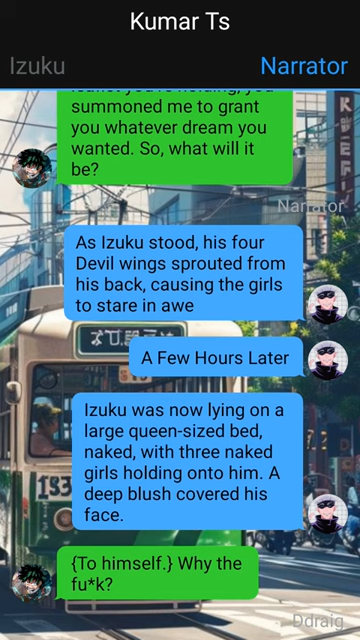 Kumar Ts
Izuku
Narrator
summoned me to grant
you whatever dream you
wanted. So, what will it
be?
Narrator
As Izuku stood, his four
Devil wings sprouted from
his back, causing the girls
to stare in awe
A Few Hours Later
Izuku was now lying on a
large queen-sized bed,
naked, with three naked
girls holding onto him. A
deep blush covered his
face.
{To himself.} Why the
fu*k?
Ddraig